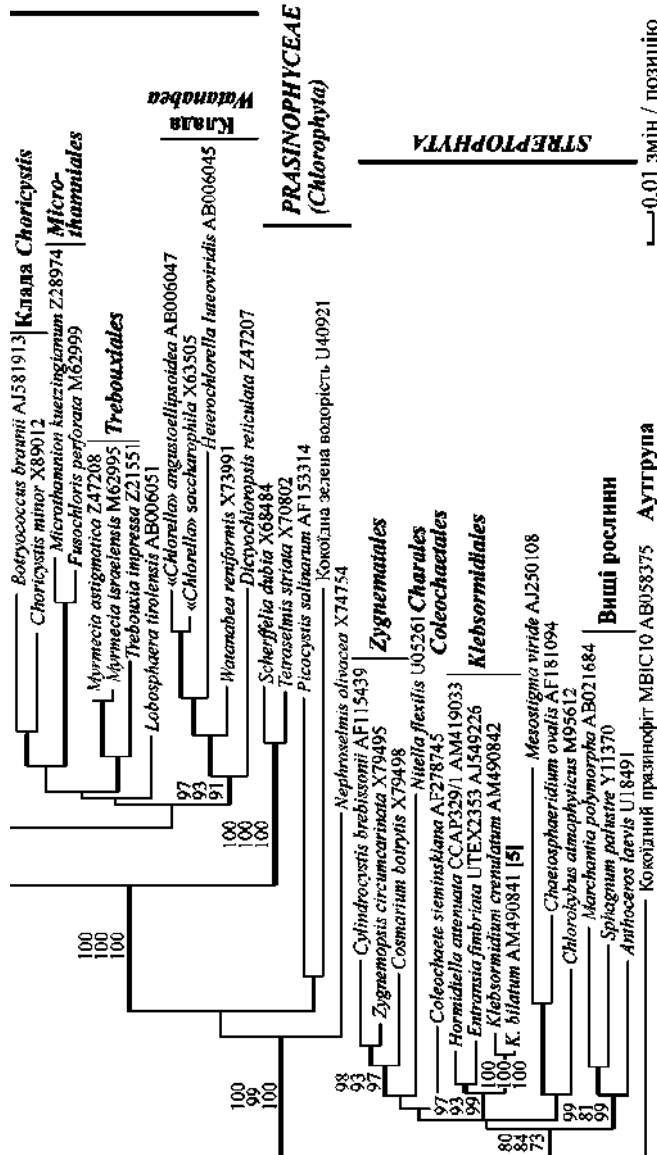 Botryococcus braunii AJ581913
Choricystis minor X89012
Клада Choricystis
Microthamnion kuetzingianum Z28974
Fusochloris perforata M62999
Micro-
thamniales
Myrmecia astigmatica Z47208
Myrmecia israelensis M62995
Trebouxia impressa Z21551
Trebouxiales
Lobosphaera tirolensis AB006051
«Chlorella» angustoellipsoidea AB006047
«Chlorella» saccharophila X63505
Heterochlorella luteoviridis AB006045
Watanabea reniformis X73991
Клада
Watanabea
97
93
91
Dictyochloropsis reticulata Z47207
100
100
100
Scherffelia dubia X68484
Tetraselmis striata X70802
Picocystis salinarum AF153314
Кокоїдна зелена водорість U40921
Nephroselmis olivacea X74754
PRASINOPHYCEAE
(Chlorophyta)
100
100
100
100
99
100
Cylindrocystis brebissonii AF115439
Zygnemopsis circumcarinata X79495
Cosmarium botrytis X79498
Zygnematales
98
93
97
Nitella flexilis U05261 Charales
Coleochaete sieminskiana AF278745
Coleochaetales
Hormidiella attenuata CCAP329/1 AM419033
Entransia fimbriata UTEX2353 AJ549226
Klebsormidium crenulatum AM490842
K. bilatum AM490841 [5]
Klebsormidiales
97
93
99
100
100
100
Mesostigma viride AJ250108
Chaetosphaeridium ovalis AF181094
Chlorokybus atmophyticus M95612
Marchantia polymorpha AB021684
Sphagnum palustre Y11370
Anthoceros laevis U18491
Вищі рослини
99
81
99
80
84
73
STREPTOPHYTA
Кокоїдний празинофіт MBIC10 AB058375 Аутгрупа
0.01 змін / позицію